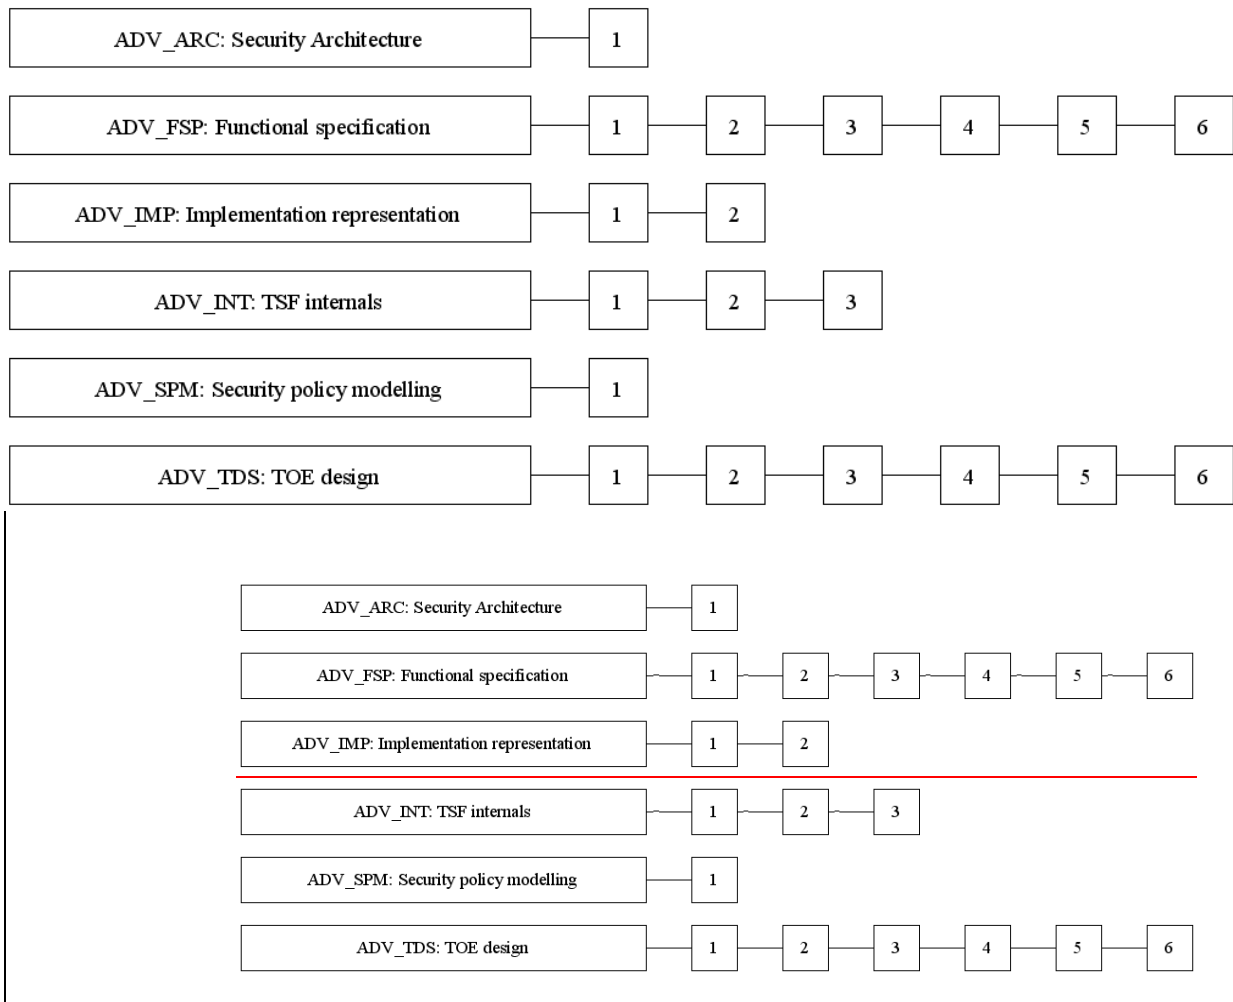 ADV_ARC: Security Architecture 1
ADV_FSP: Functional specification 1 2 3 4 5 6
ADV_IMP: Implementation representation 1 2
ADV_INT: TSF internals 1 2 3
ADV_SPM: Security policy modelling 1
ADV_TDS: TOE design 1 2 3 4 5 6
ADV_ARC: Security Architecture 1
ADV_FSP: Functional specification 1 2 3 4 5 6
ADV_IMP: Implementation representation 1 2
ADV_INT: TSF internals 1 2 3
ADV_SPM: Security policy modelling 1
ADV_TDS: TOE design 1 2 3 4 5 6